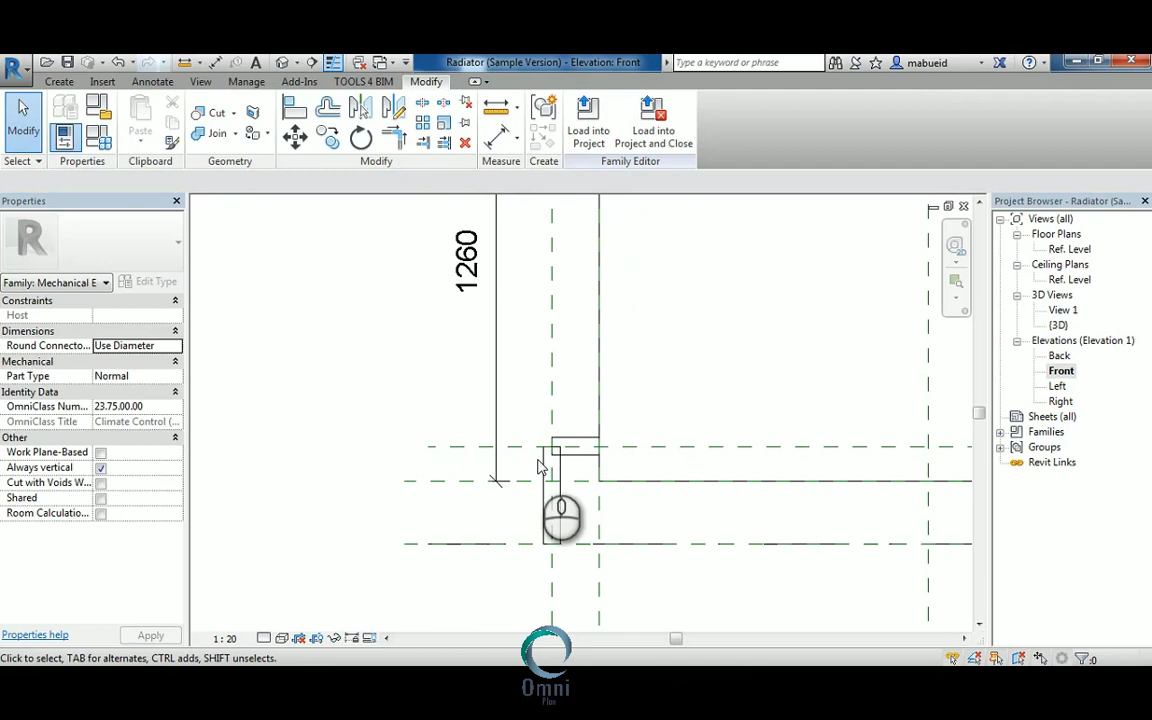 Radiator (Sample Version) - Elevation: Front
Type a keyword or phrase
mabueid
Create
Insert
Annotate
View
Manage
Add-Ins
TOOLS 4 BIM
Modify
Modify
Paste
Cut
Join
Load into
Project
Load into
Project and Close
Select
Properties
Clipboard
Geometry
Modify
Measure
Create
Family Editor
Properties
Family: Mechanical E
Edit Type
Constraints
Host
Dimensions
Round Connecto...
Use Diameter
Mechanical
Part Type
Normal
Identity Data
OmniClass Num...
23.75.00.00
OmniClass Title
Climate Control (...
Other
Work Plane-Based
Always vertical
Cut with Voids W...
Shared
Room Calculatio...
Properties help
Apply
1260
1 : 20
Project Browser - Radiator (Sa...
Views (all)
Floor Plans
Ref. Level
Ceiling Plans
Ref. Level
3D Views
View 1
{3D}
Elevations (Elevation 1)
Back
Front
Left
Right
Sheets (all)
Families
Groups
Revit Links
Click to select, TAB for alternates, CTRL adds, SHIFT unselects.
:0
Omni
Plan